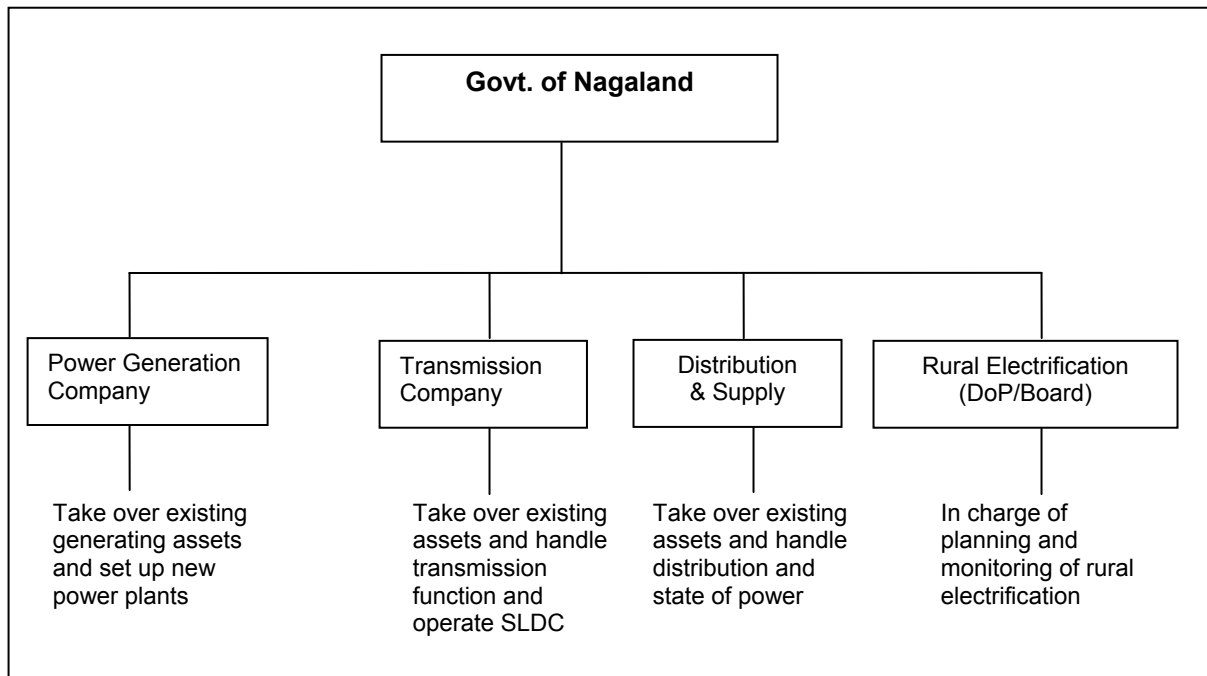 Govt. of Nagaland
Power Generation
Company
Transmission
Company
Distribution
& Supply
Rural Electrification
(DoP/Board)
Take over existing
generating assets
and set up new
power plants
Take over existing
assets and handle
transmission
function and
operate SLDC
Take over existing
assets and handle
distribution and
state of power
In charge of
planning and
monitoring of rural
electrification